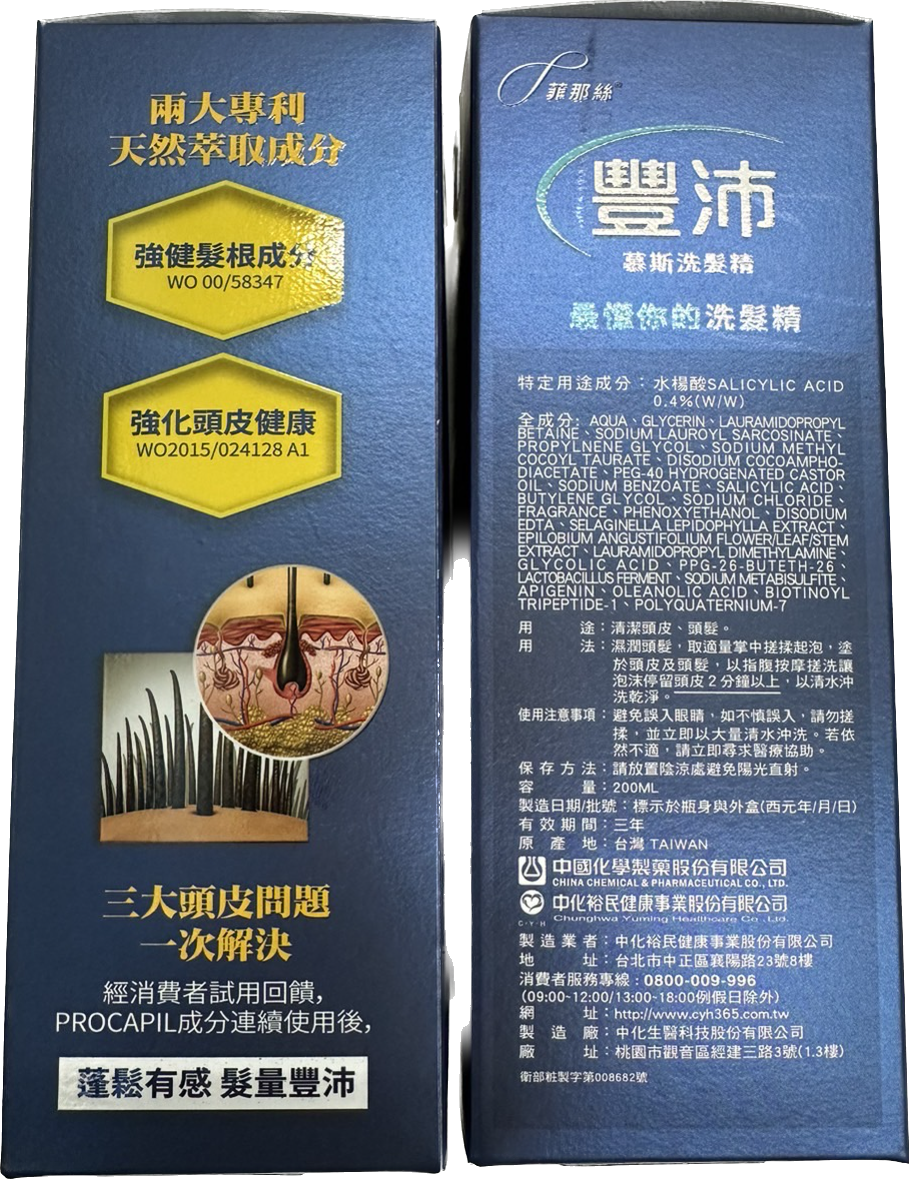 兩大專利
天然萃取成分
強健髮根成分
WO 00/58347
強化頭皮健康
WO2015/024128 A1
三大頭皮問題
一次解決
經消費者試用回饋,
PROCAPIL成分連續使用後,
蓬鬆有感 髮量豐沛
菲那絲
豐沛
慕斯洗髮精
最懂你的洗髮精
特定用途成分：水楊酸SALICYLIC ACID
0.4%(W/W)
全成分：AQUA、GLYCERIN、LAURAMIDOPROPYL
BETAINE、SODIUM LAUROYL SARCOSINATE、
PROPYLNENE GLYCOL、SODIUM METHYL
COCOYL TAURATE、DISODIUM COCOAMPHO-
DIACETATE、PEG-40 HYDROGENATED CASTOR
OIL、SODIUM BENZOATE、SALICYLIC ACID、
BUTYLENE GLYCOL、SODIUM CHLORIDE、
FRAGRANCE、PHENOXYETHANOL、DISODIUM
EDTA、SELAGINELLA LEPIDOPHYLLA EXTRACT、
EPILOBIUM ANGUSTIFOLIUM FLOWER/LEAF/STEM
EXTRACT、LAURAMIDOPROPYL DIMETHYLAMINE、
GLYCOLIC ACID、PPG-26-BUTETH-26、
LACTOBACILLUS FERMENT、SODIUM METABISULFITE、
APIGENIN、OLEANOLIC ACID、BIOTINOYL
TRIPEPTIDE-1、POLYQUATERNIUM-7
用途：清潔頭皮、頭髮。
用法：濕潤頭髮，取適量掌中搓揉起泡，塗
於頭皮及頭髮，以指腹按摩搓洗讓
泡沫停留頭皮2分鐘以上，以清水沖
洗乾淨。
使用注意事項：避免誤入眼睛，如不慎誤入，請勿搓
揉，並立即以大量清水沖洗。若依
然不適，請立即尋求醫療協助。
保存方法：請放置陰涼處避免陽光直射。
容量：200ML
製造日期/批號：標示於瓶身與外盒(西元年/月/日)
有效期間：三年
原產地：台灣 TAIWAN
中國化學製藥股份有限公司
CHINA CHEMICAL & PHARMACEUTICAL CO., LTD.
中化裕民健康事業股份有限公司
C·Y·H Chunghwa Yuming Healthcare Co.,Ltd.
製造業者：中化裕民健康事業股份有限公司
地址：台北市中正區襄陽路23號8樓
消費者服務專線：0800-009-996
(09:00~12:00/13:00~18:00例假日除外)
網址：http://www.cyh365.com.tw
製造廠：中化生醫科技股份有限公司
廠址：桃園市觀音區經建三路3號(1.3樓)
衛部粧製字第008682號